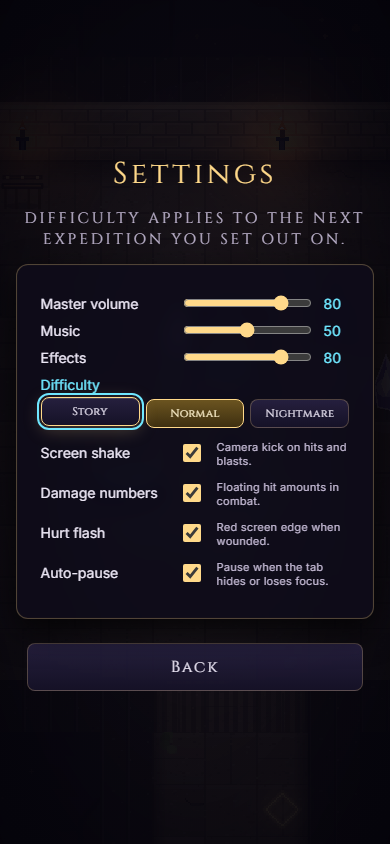 Settings
DIFFICULTY APPLIES TO THE NEXT
EXPEDITION YOU SET OUT ON.
Master volume 80
Music 50
Effects 80
Difficulty
Story Normal Nightmare
Screen shake Camera kick on hits and
blasts.
Damage numbers Floating hit amounts in
combat.
Hurt flash Red screen edge when
wounded.
Auto-pause Pause when the tab
hides or loses focus.
Back